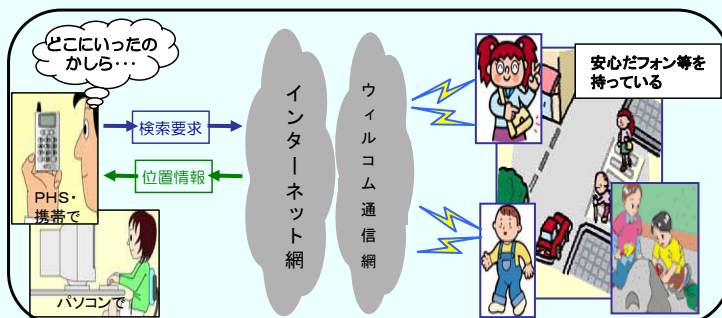 どこにいったの
かしら・・・
検索要求
位置情報
PHS・
携帯で
パソコンで
インターネット網
ウィルコム通信網
安心だフォン等を
持っている